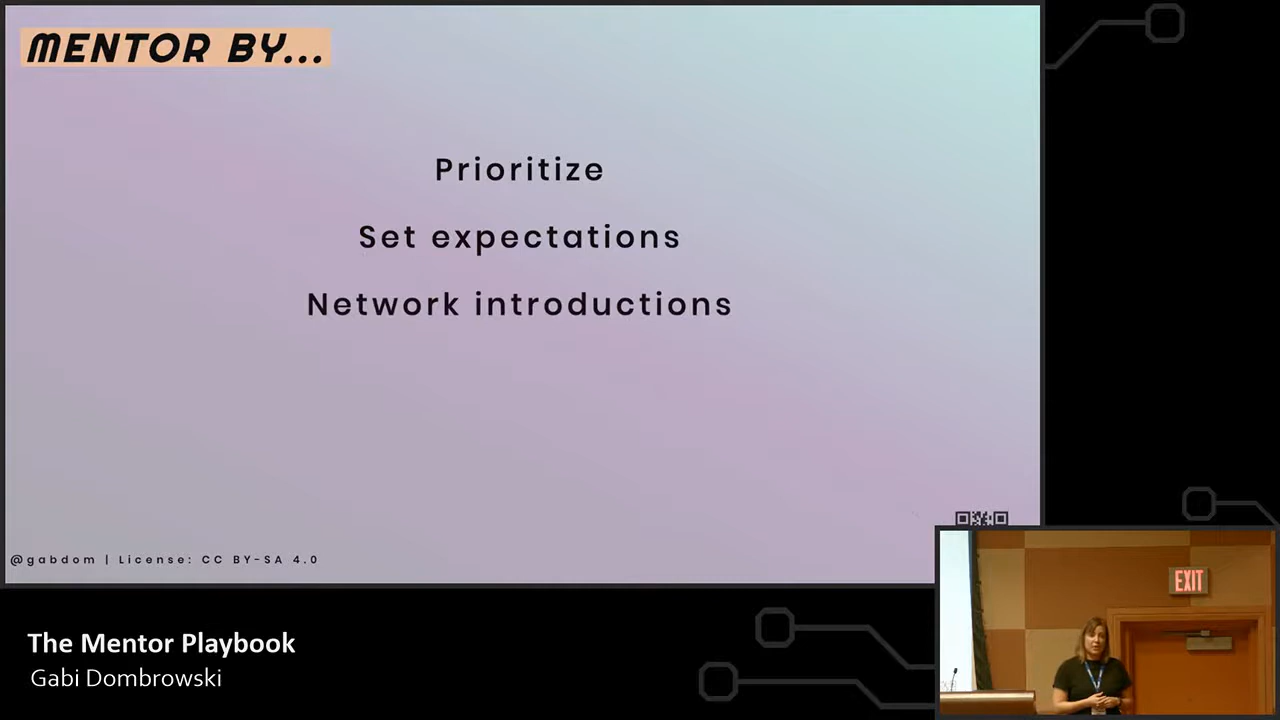 MENTOR BY...
Prioritize
Set expectations
Network introductions
@gabdom | License: CC BY-SA 4.0
EXIT
The Mentor Playbook
Gabi Dombrowski